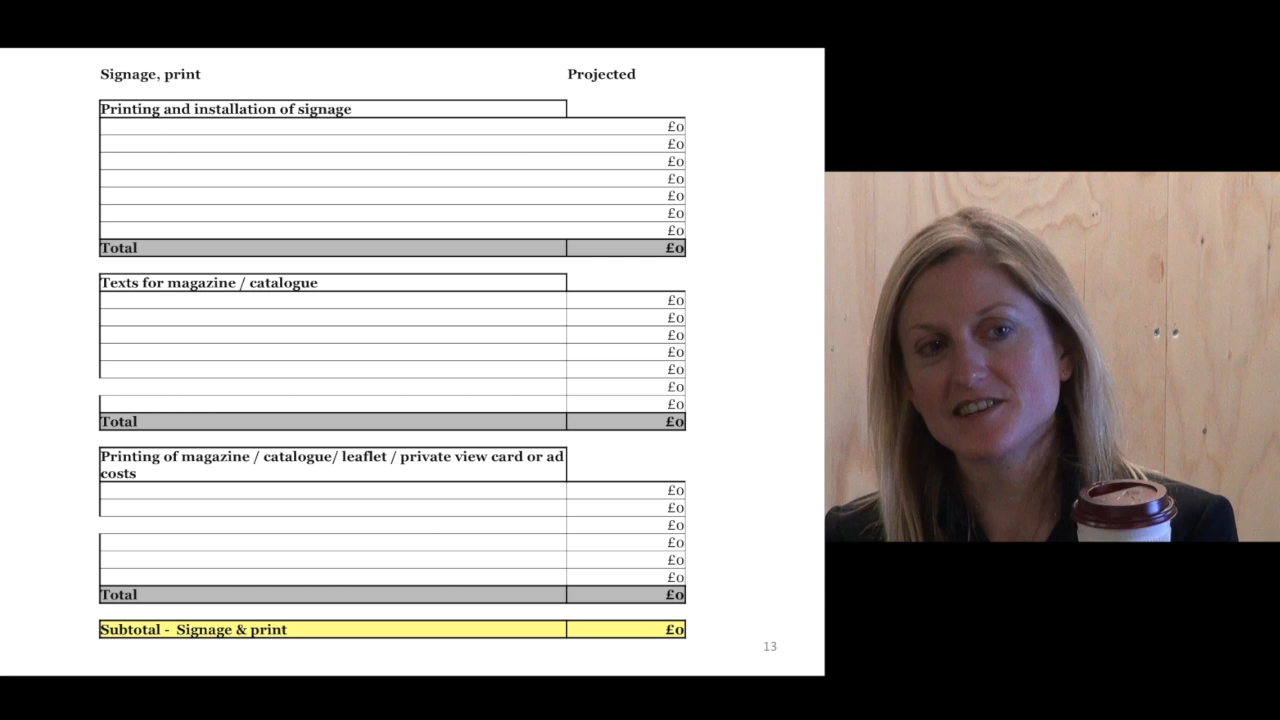 Signage, print Projected
Printing and installation of signage
£0
£0
£0
£0
£0
£0
£0
Total £0
Texts for magazine / catalogue
£0
£0
£0
£0
£0
£0
£0
Total £0
Printing of magazine / catalogue/ leaflet / private view card or ad
costs
£0
£0
£0
£0
£0
£0
Total £0
Subtotal - Signage & print £0
13